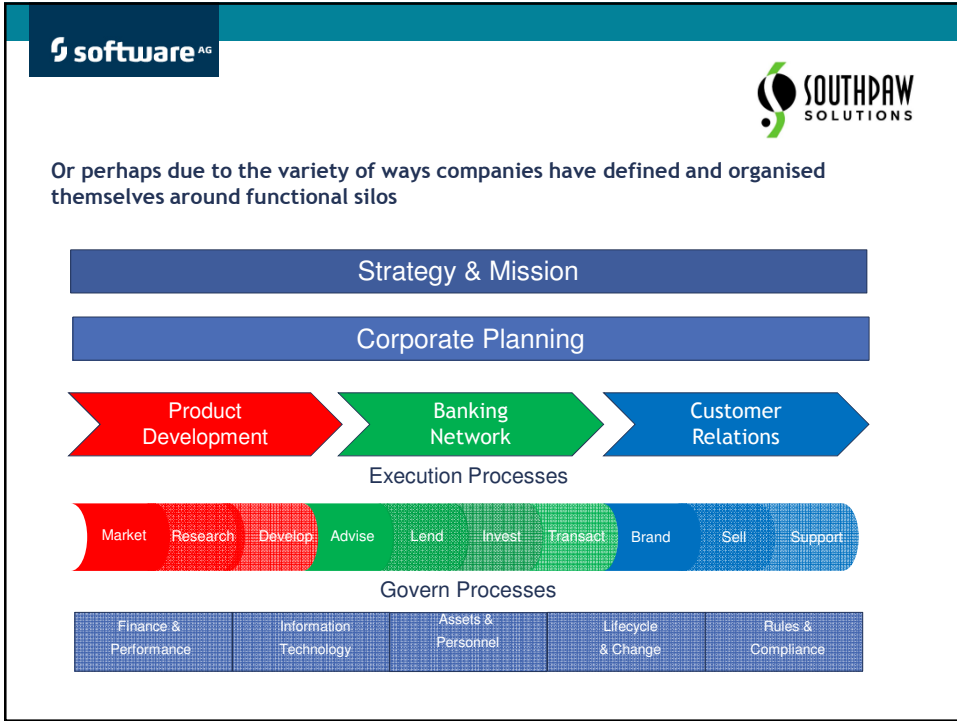 software AG
SOUTHPAW
SOLUTIONS
Or perhaps due to the variety of ways companies have defined and organised
themselves around functional silos
Strategy & Mission
Corporate Planning
Product
Development
Banking
Network
Customer
Relations
Execution Processes
Market Research Develop Advise Lend Invest Transact Brand Sell Support
Govern Processes
Finance &
Performance
Information
Technology
Assets &
Personnel
Lifecycle
& Change
Rules &
Compliance